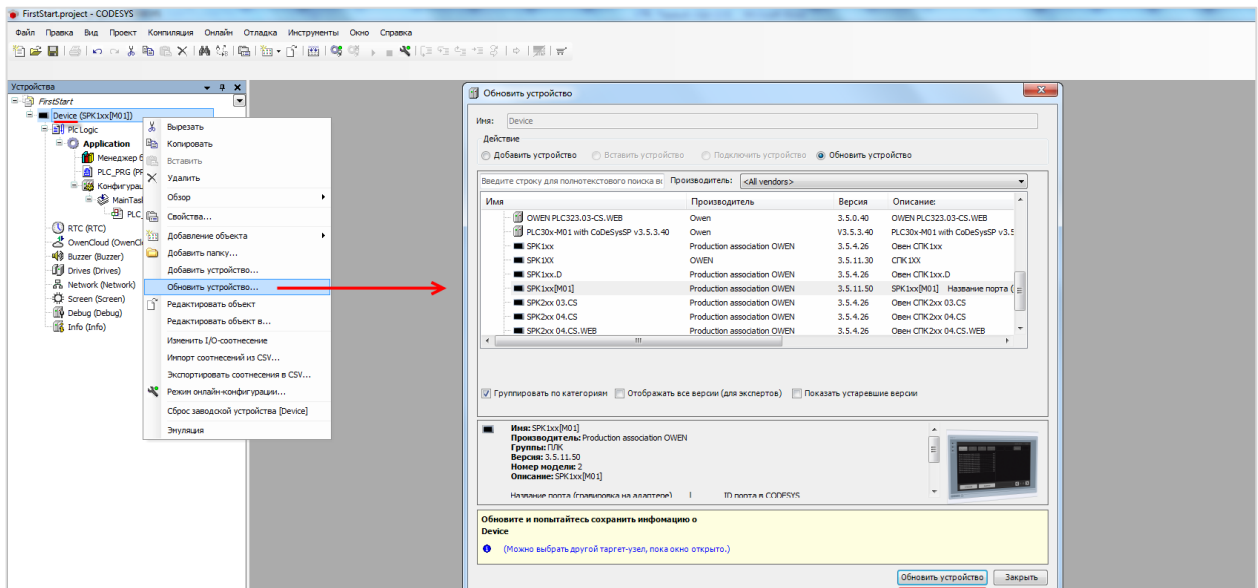 FirstStart.project - CODESYS
Файл Правка Вид Проект Компиляция Онлайн Отладка Инструменты Окно Справка
Устройства
FirstStart
Device (SPK1xx[M01])
Plc Logic
Application
Менеджер б
PLC_PRG (PF
Конфигурац
MainTas
PLC_
RTC (RTC)
OwenCloud (OwenCl
Buzzer (Buzzer)
Drives (Drives)
Network (Network)
Screen (Screen)
Debug (Debug)
Info (Info)
Вырезать
Копировать
Вставить
Удалить
Обзор
Свойства...
Добавление объекта
Добавить папку...
Добавить устройство...
Обновить устройство...
Редактировать объект
Редактировать объект в...
Изменить I/O-соотнесение
Импорт соотнесений из CSV...
Экспортировать соотнесения в CSV...
Режим онлайн-конфигурации...
Сброс заводской устройства [Device]
Эмуляция
Обновить устройство
Имя: Device
Действие
Добавить устройство Вставить устройство Подключить устройство Обновить устройство
Введите строку для полнотекстового поиска в Производитель: <All vendors>
Имя Производитель Версия Описание:
OWEN PLC323.03-CS.WEB Owen 3.5.0.40 OWEN PLC323.03-CS.WEB
PLC30x-M01 with CoDeSysSP v3.5.3.40 Owen V3.5.3.40 PLC30x-M01 with CoDeSysSP v3.5
SPK1xx Production association OWEN 3.5.4.26 Овен СПК1xx
SPK1XX OWEN 3.5.11.30 СПК1XX
SPK1xx.D Production association OWEN 3.5.4.26 Овен СПК1xx.D
SPK1xx[M01] Production association OWEN 3.5.11.50 SPK1xx[M01] Название порта (
SPK2xx 03.CS Production association OWEN 3.5.4.26 Овен СПК2xx 03.CS
SPK2xx 04.CS Production association OWEN 3.5.4.26 Овен СПК2xx 04.CS
SPK2xx 04.CS.WEB Production association OWEN 3.5.4.26 Овен СПК2xx 04.CS.WEB
Группировать по категориям Отображать все версии (для экспертов) Показать устаревшие версии
Имя: SPK1xx[M01]
Производитель: Production association OWEN
Группы: ПЛК
Версия: 3.5.11.50
Номер модели: 2
Описание: SPK1xx[M01]
Название порта (гравировка на адаптере) | ID порта в CODESYS
Обновите и попытайтесь сохранить инфомацию о
Device
(Можно выбрать другой таргет-узел, пока окно открыто.)
Обновить устройство Закрыть